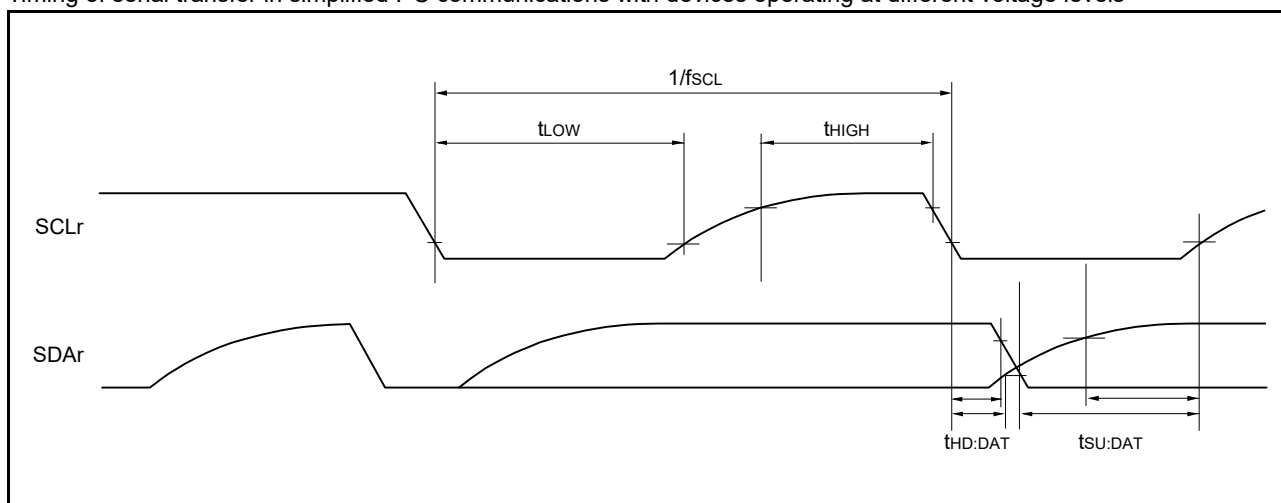 Timing of serial transfer in simplified I²C communications with devices operating at different voltage levels
1/fSCL
tLOW
tHIGH
SCLr
SDAr
tHD:DAT
tSU:DAT